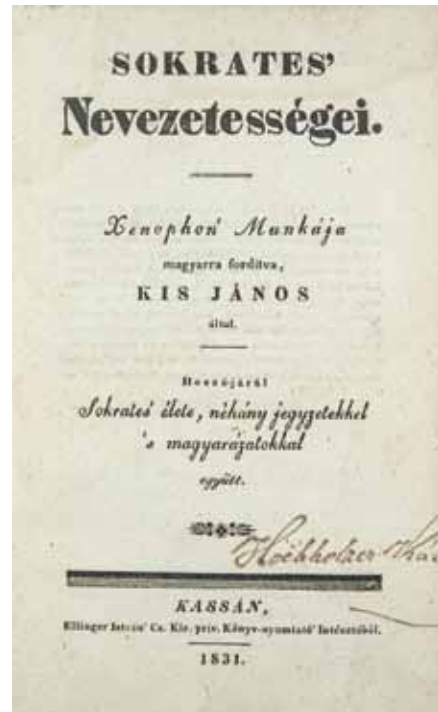 SOKRATES'
Nevezetességei.
Xenophon' Munkája
magyarra fordítva,
KIS JÁNOS
által.
Hozzájárúl
Sokrates' élete, néhány jegyzetekkel
's magyarázatokkal
együtt.
KASSÁN,
Ellinger István' Cs. Kir. priv. Könyv-nyomtató' Intézetéből.
1831.